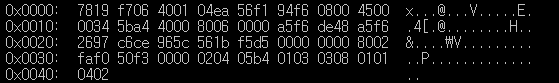 0x0000: 7819 f706 4001 04ea 56f1 94f6 0800 4500 x...@...V.....E.
0x0010: 0034 5ba4 4000 8006 0000 a5f6 de48 a5f6 .4[.@........H..
0x0020: 2697 c6ce 965c 561b f5d5 0000 0000 8002 &....\V.........
0x0030: faf0 50f3 0000 0204 05b4 0103 0308 0101 ..P.............
0x0040: 0402 ..